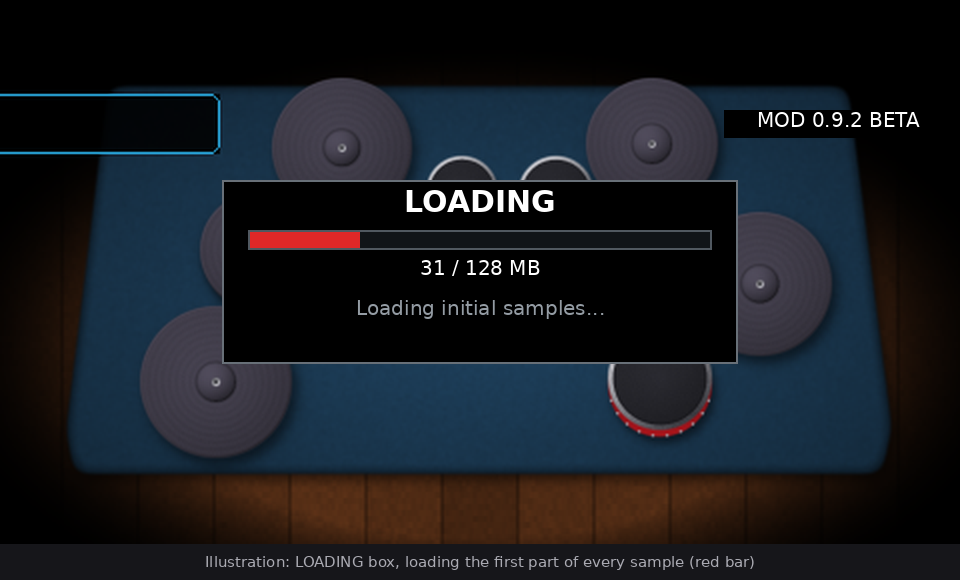 MOD 0.9.2 BETA
LOADING
31 / 128 MB
Loading initial samples...
Illustration: LOADING box, loading the first part of every sample (red bar)